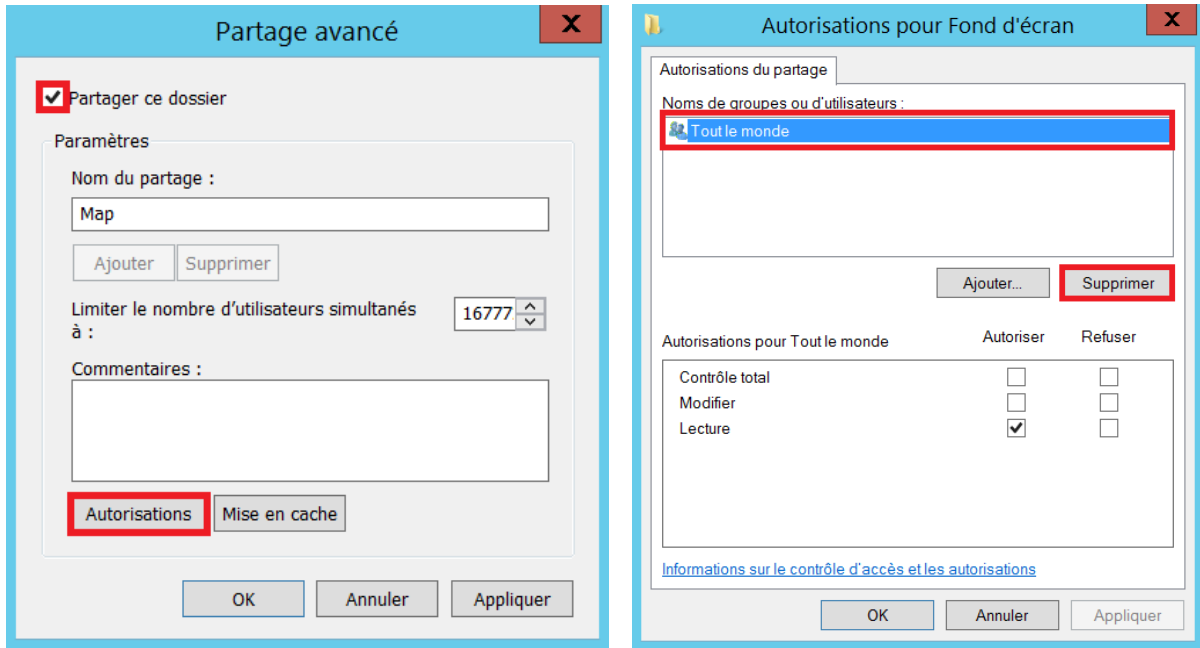 Partage avancé
X
Partager ce dossier
Paramètres
Nom du partage :
Map
Ajouter
Supprimer
Limiter le nombre d'utilisateurs simultanés
à :
16777
Commentaires :
Autorisations
Mise en cache
OK
Annuler
Appliquer
Autorisations pour Fond d'écran
X
Autorisations du partage
Noms de groupes ou d'utilisateurs :
Tout le monde
Ajouter...
Supprimer
Autorisations pour Tout le monde
Autoriser
Refuser
Contrôle total
Modifier
Lecture
Informations sur le contrôle d'accès et les autorisations
OK
Annuler
Appliquer